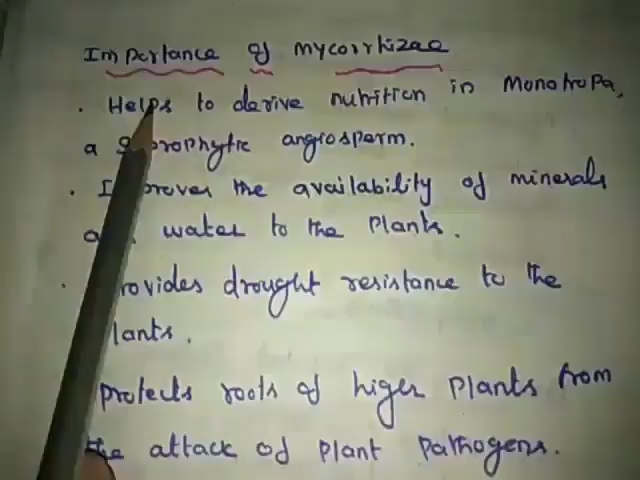 Importance of mycorrhizae
. Helps to derive nutrition in Monotropa,
a angiosperm.
. the availability of minerals
water to the plants.
. drought resistance to the
protects roots of higer plants from
the attack of plant pathogens.